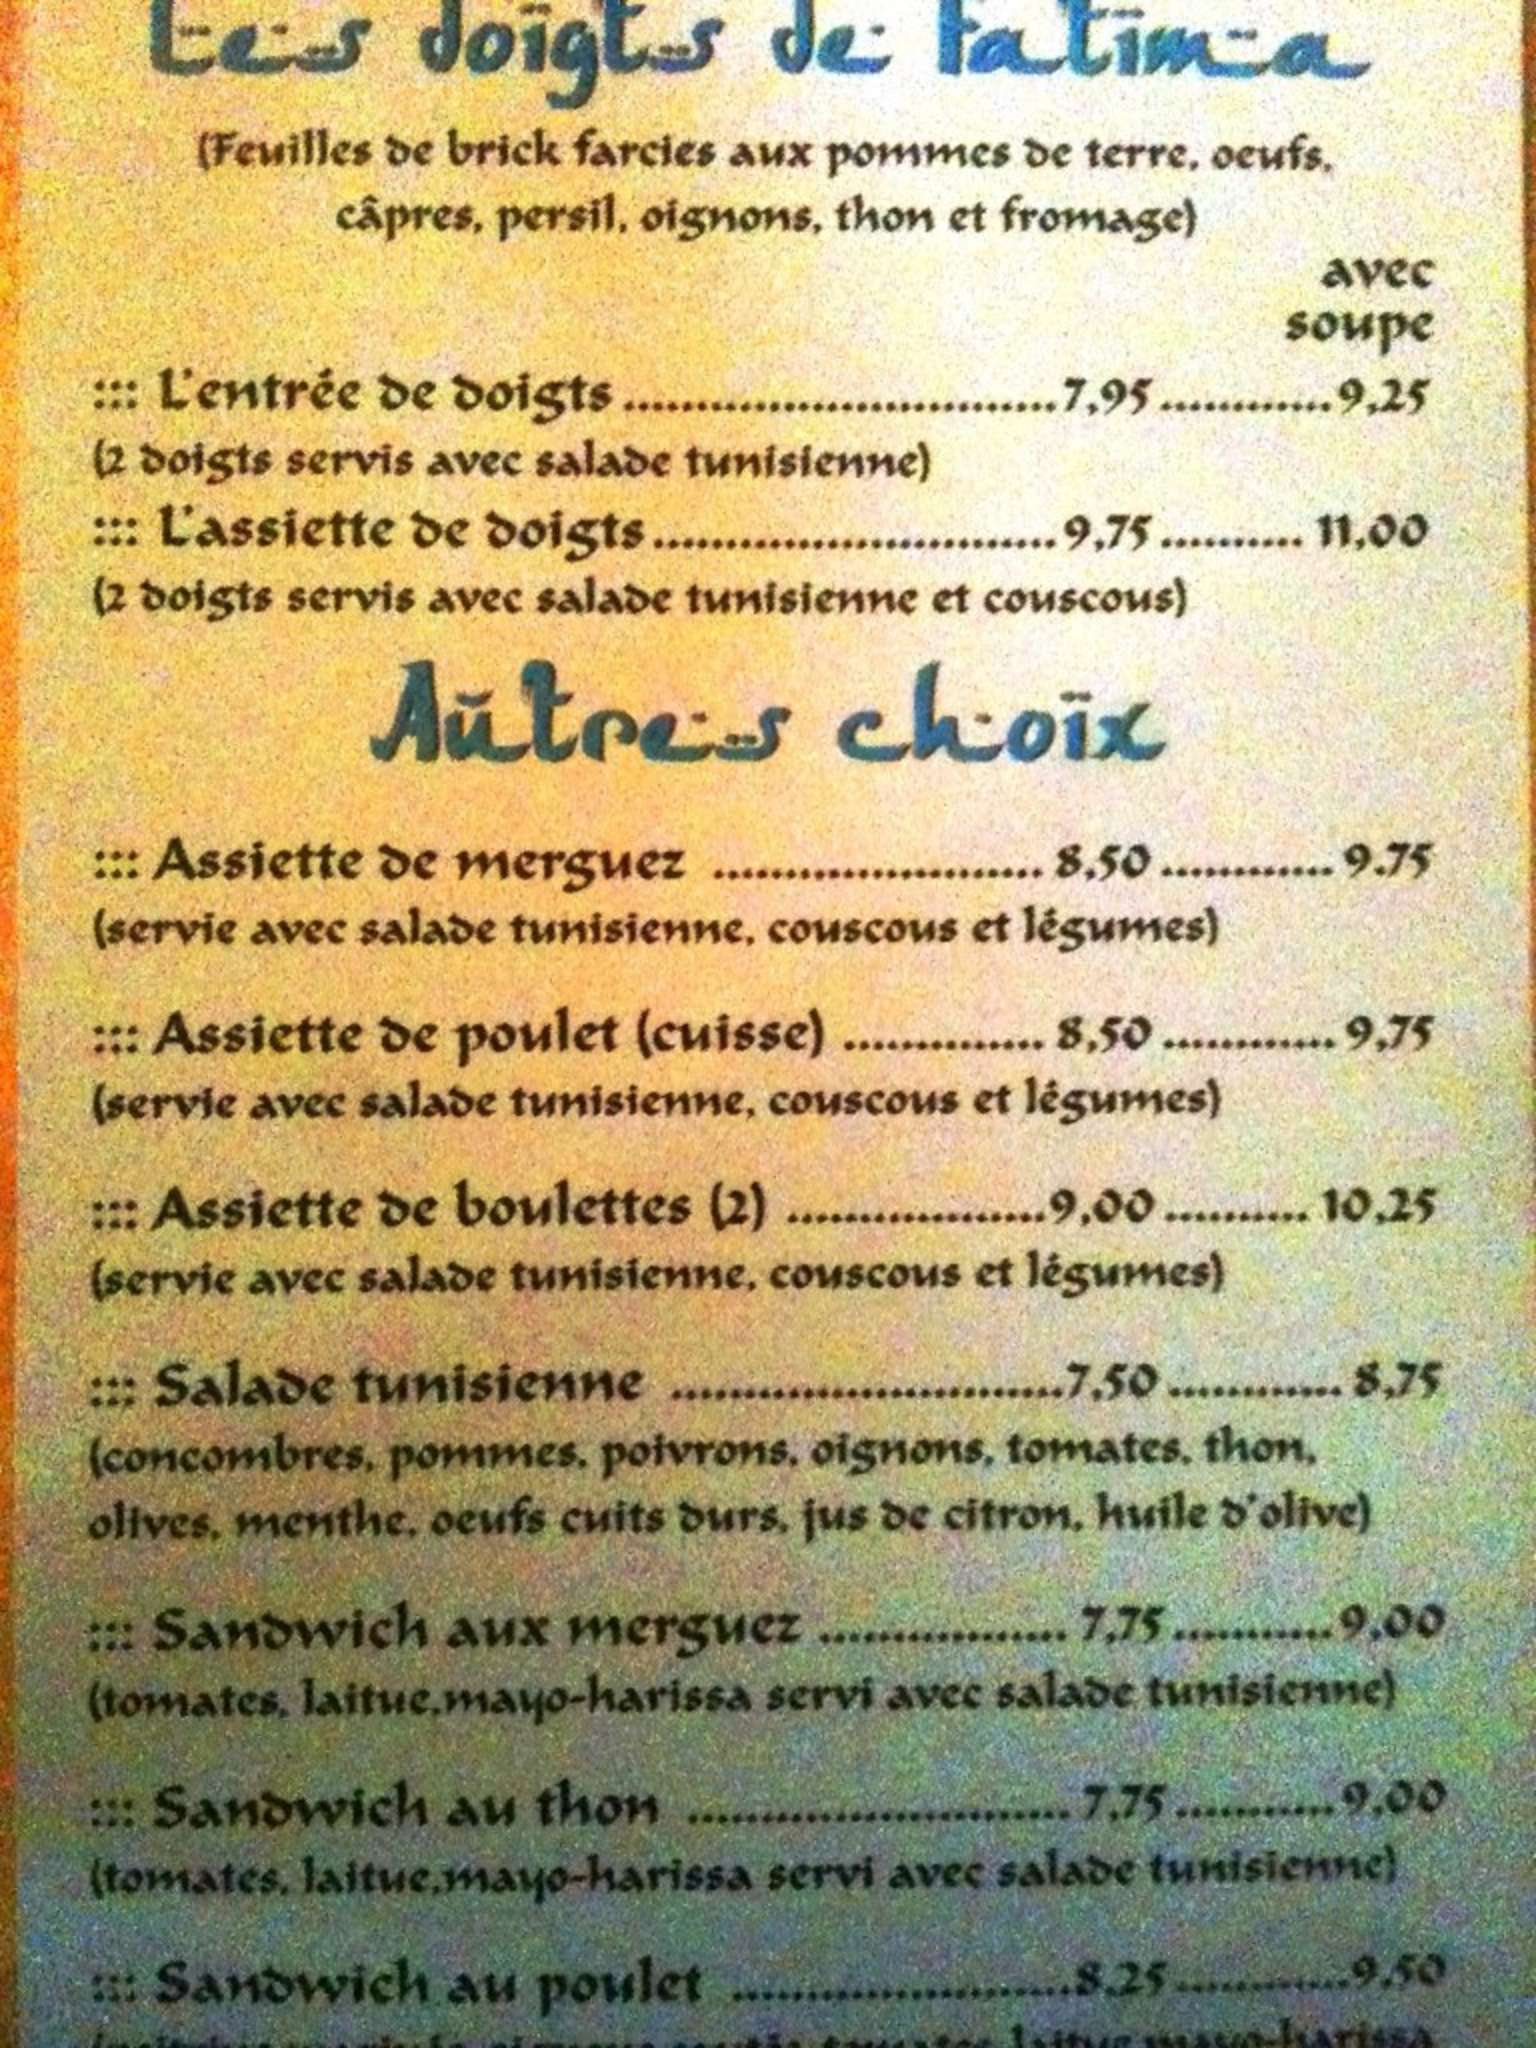 Les doigts de Fatima
(Feuilles de brick farcies aux pommes de terre, oeufs,
câpres, persil, oignons, thon et fromage)
avec
soupe
::: L'entrée de doigts..............................7,95............9,25
(2 doigts servis avec salade tunisienne)
::: L'assiette de doigts............................9,75.......... 11,00
(2 doigts servis avec salade tunisienne et couscous)
Autres choix
::: Assiette de merguez ....................... 8,50............ 9.75
(servie avec salade tunisienne, couscous et légumes)
::: Assiette de poulet (cuisse) .............. 8,50............ 9,75
(servie avec salade tunisienne, couscous et légumes)
::: Assiette de boulettes (2) ..................9,00.......... 10,25
(servie avec salade tunisienne, couscous et légumes)
::: Salade tunisienne ...........................7,50............ 8,75
(concombres, pommes, poivrons, oignons, tomates, thon,
olives, menthe, oeufs cuits durs, jus de citron, huile d'olive)
::: Sandwich aux merguez ................. 7,75...........9,00
(tomates, laitue,mayo-harissa servi avec salade tunisienne)
::: Sandwich au thon .......................... 7,75...........9,00
(tomates, laitue,mayo-harissa servi avec salade tunisienne)
::: Sandwich au poulet .......................8,25............9,50
tomates, laitue,mayo-harissa